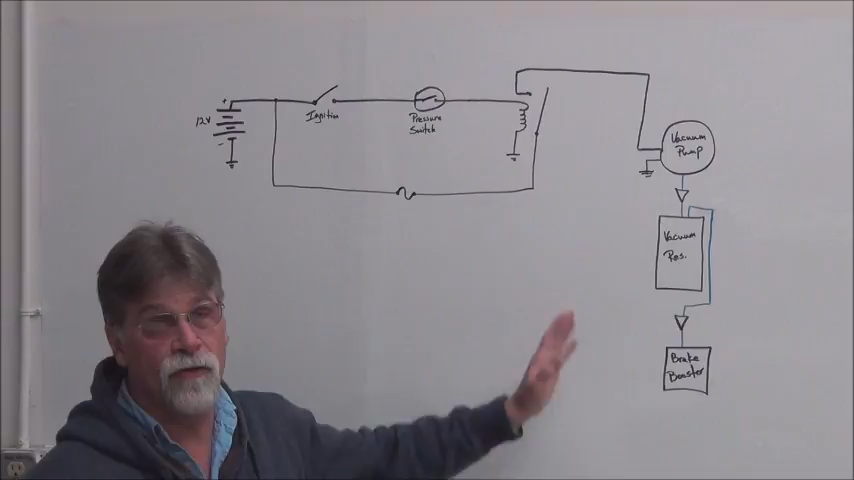 12V
Ignition
Pressure
Switch
Vacuum
Pump
Vacuum
Res.
Brake
Booster